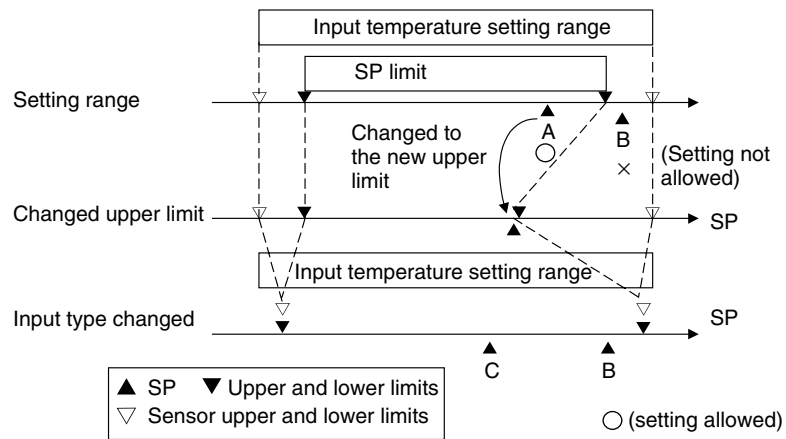 Input temperature setting range
SP limit
Setting range
A
B
Changed to
the new upper
limit
(Setting not
allowed)
Changed upper limit
SP
Input temperature setting range
Input type changed
SP
C
B
SP Upper and lower limits
Sensor upper and lower limits
(setting allowed)